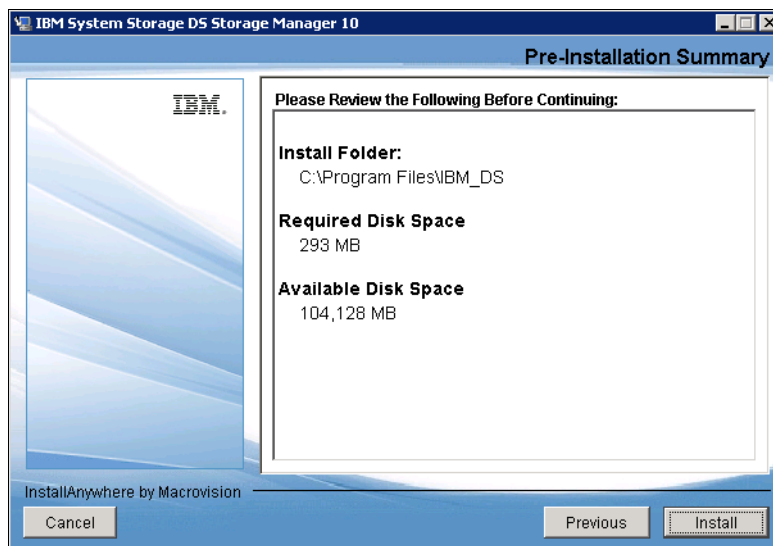 IBM System Storage DS Storage Manager 10
Pre-Installation Summary
IBM.
Please Review the Following Before Continuing:
Install Folder:
C:\Program Files\IBM_DS
Required Disk Space
293 MB
Available Disk Space
104,128 MB
InstallAnywhere by Macrovision
Cancel
Previous
Install